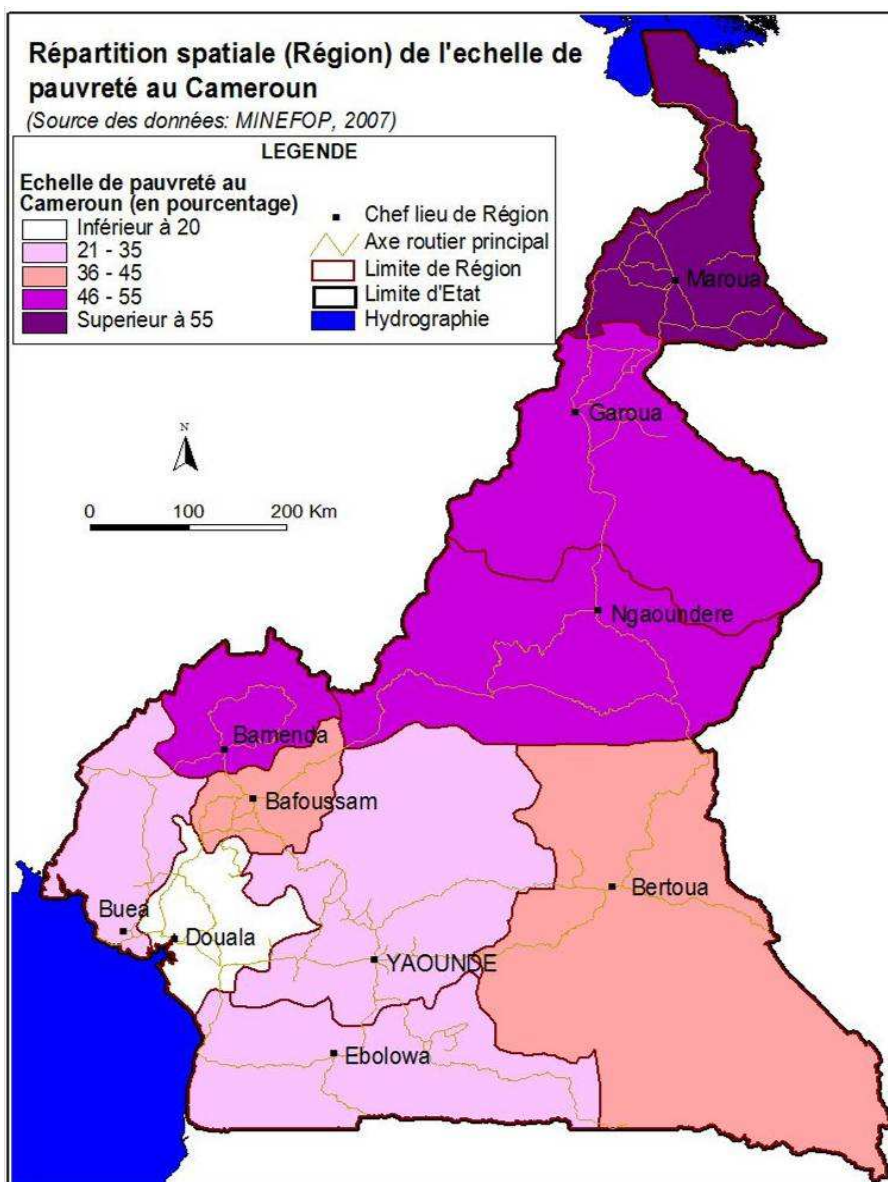 Répartition spatiale (Région) de l'echelle de
pauvreté au Cameroun
(Source des données: MINEFOP, 2007)
LEGENDE
Echelle de pauvreté au
Cameroun (en pourcentage)
Inférieur à 20
21 - 35
36 - 45
46 - 55
Superieur à 55
Chef lieu de Région
Axe routier principal
Limite de Région
Limite d'Etat
Hydrographie
N
0 100 200 Km
Maroua
Garoua
Ngaoundere
Bamenda
Bafoussam
Bertoua
Buea
Douala
YAOUNDE
Ebolowa